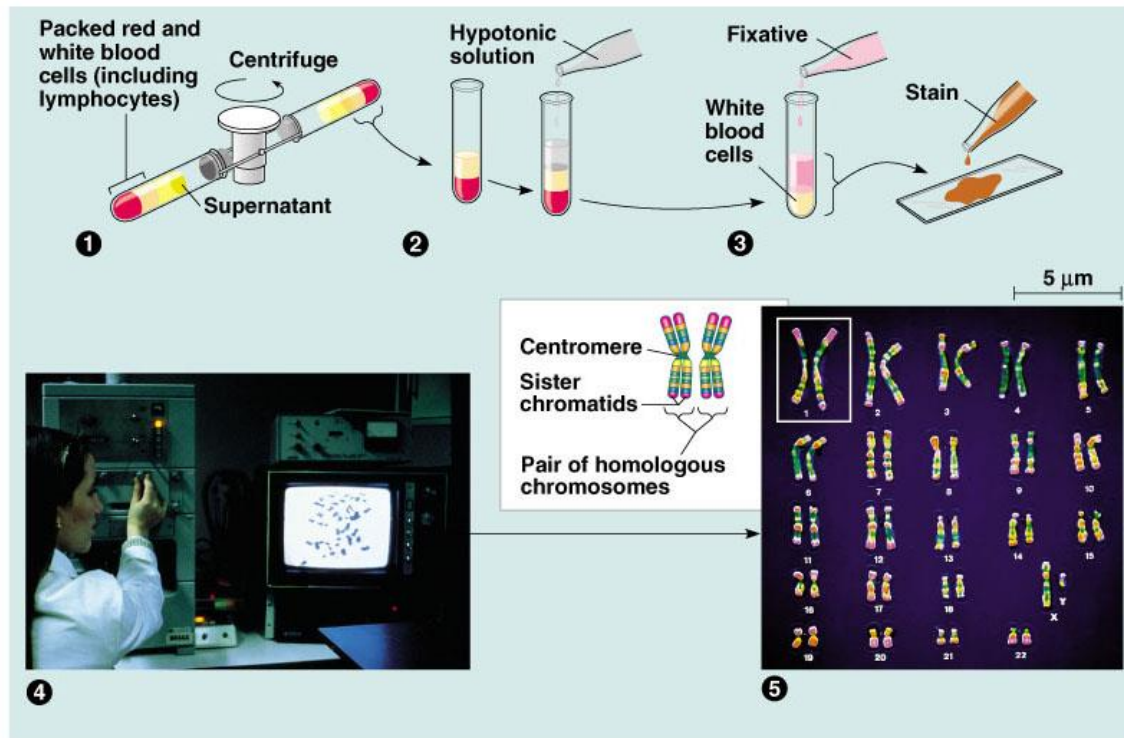 Packed red and
white blood
cells (including
lymphocytes)
Centrifuge
Supernatant
1
Hypotonic
solution
2
Fixative
White
blood
cells
Stain
3
5 µm
Centromere
Sister
chromatids
Pair of homologous
chromosomes
4
1 2 3 4 5
6 7 8 9 10
11 12 13 14 15
16 17 18 X Y
19 20 21 22
5